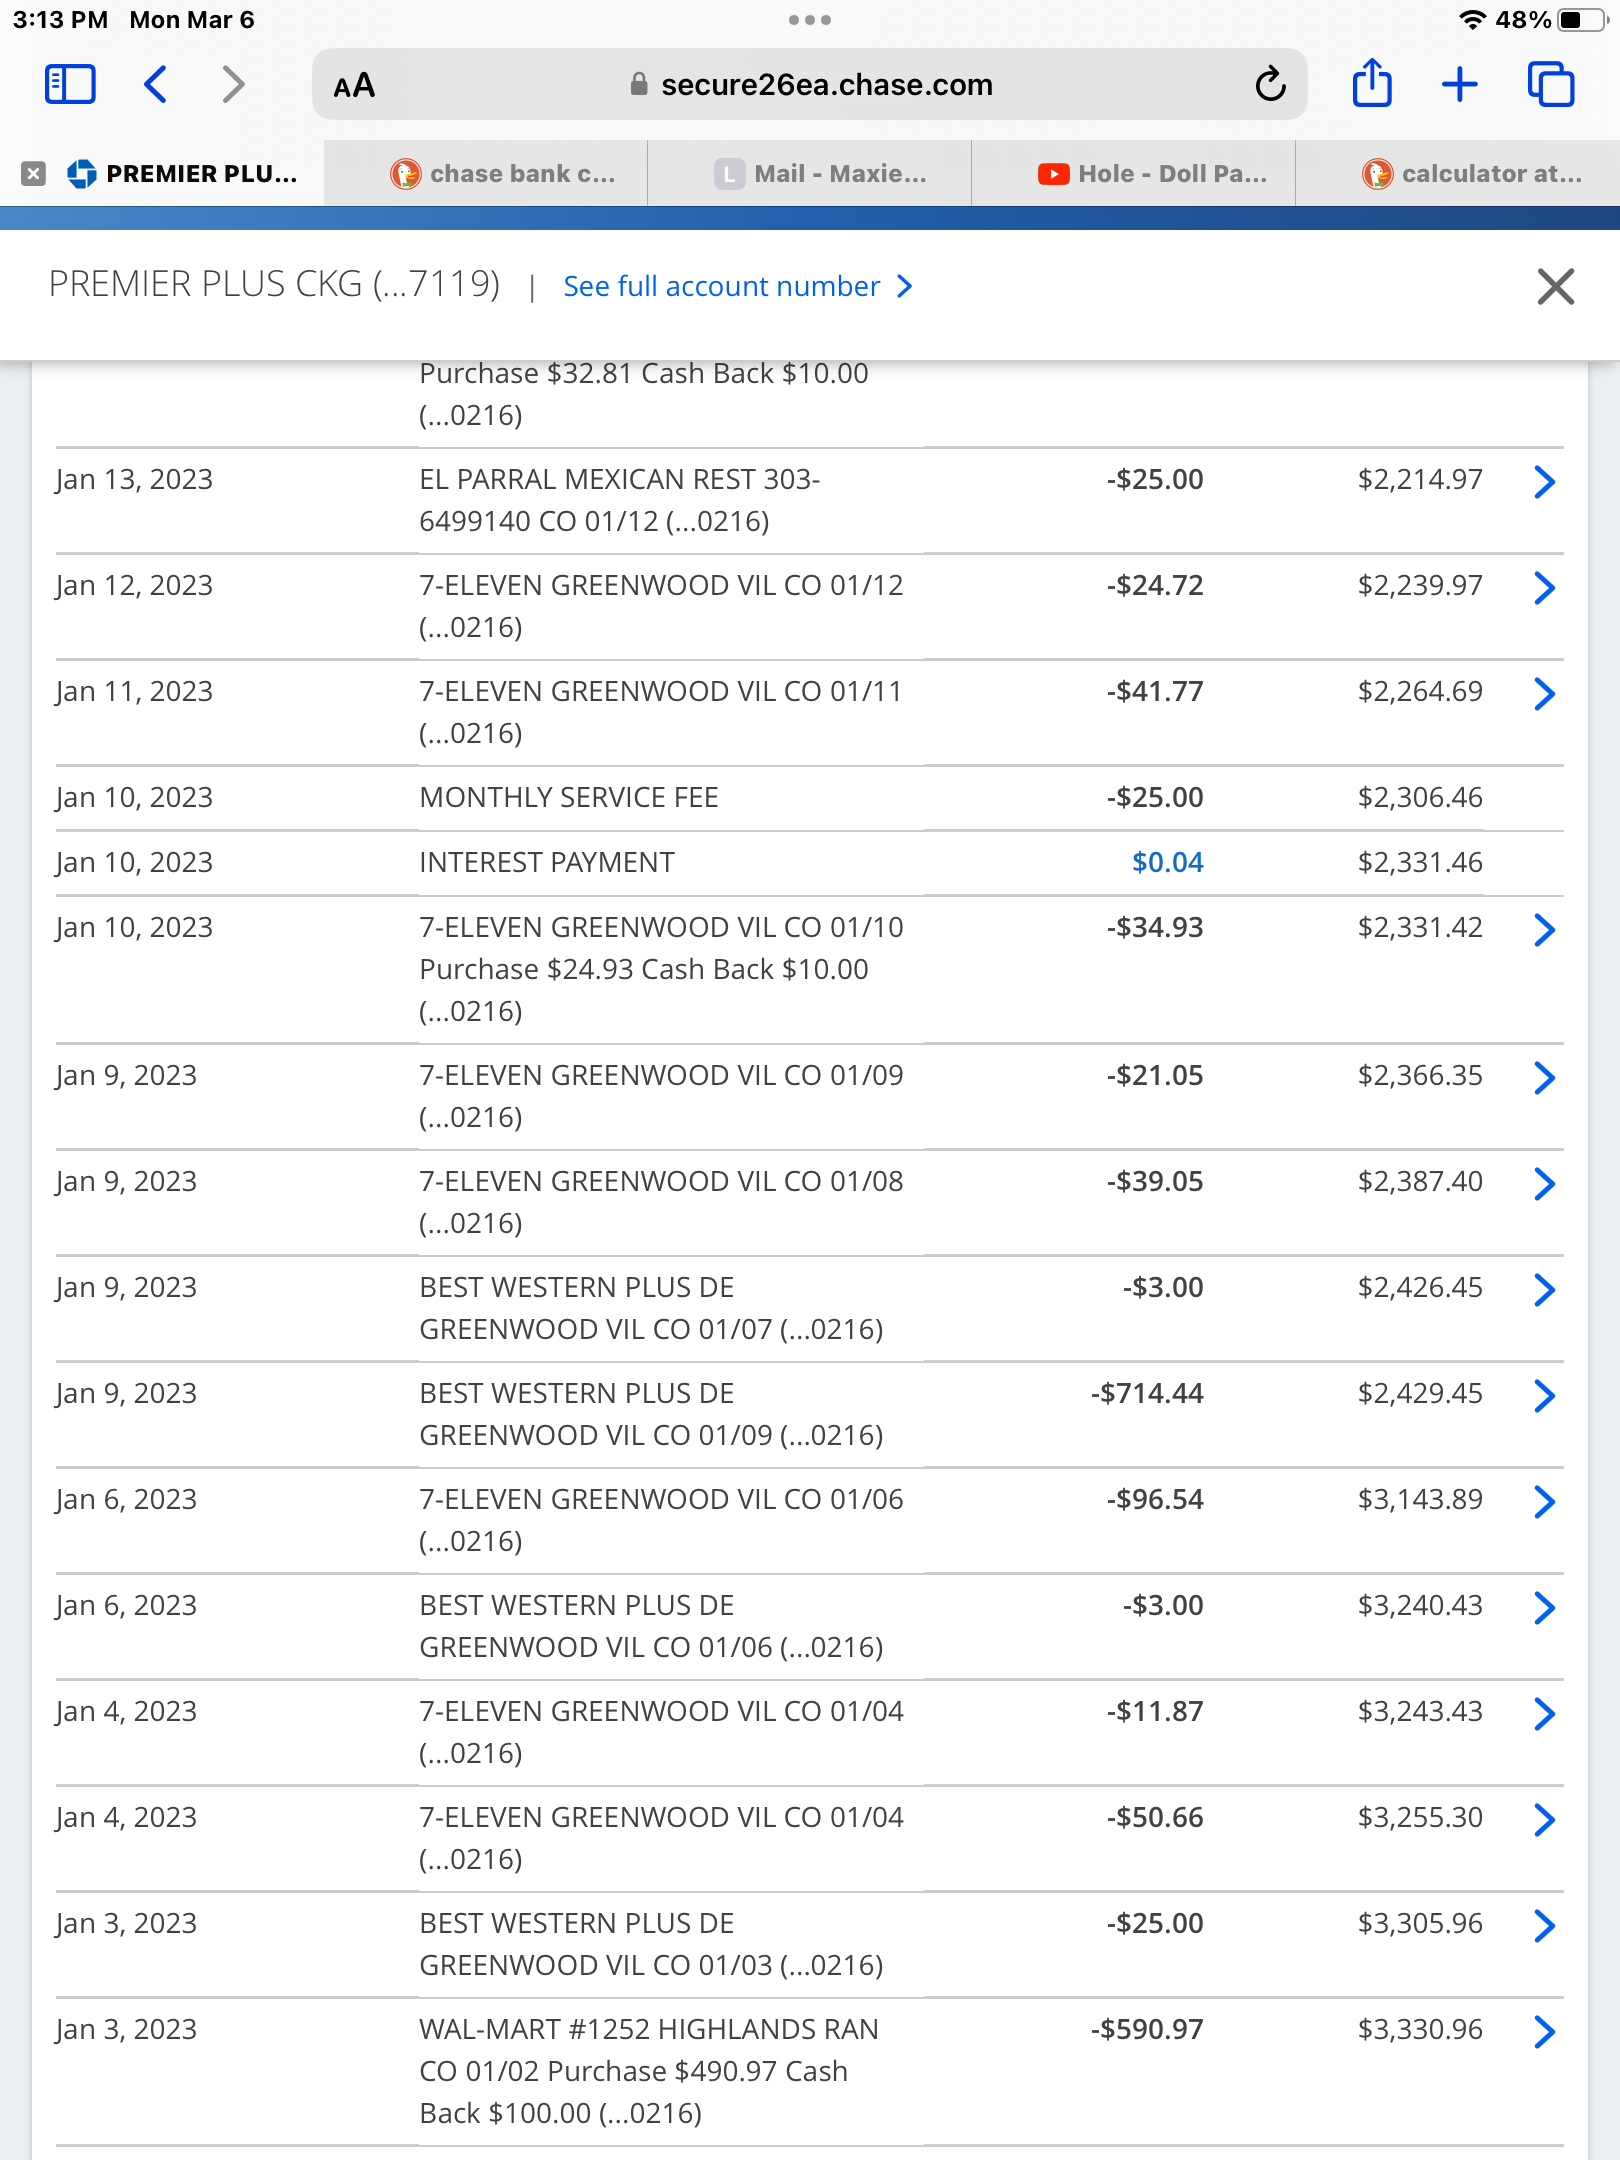 3:13 PM Mon Mar 6
48%
AA
secure26ea.chase.com
PREMIER PLU...
chase bank c...
L Mail - Maxie...
Hole - Doll Pa...
calculator at...
PREMIER PLUS CKG (...7119) | See full account number
Purchase $32.81 Cash Back $10.00
(...0216)
Jan 13, 2023 EL PARRAL MEXICAN REST 303- -$25.00 $2,214.97
6499140 CO 01/12 (...0216)
Jan 12, 2023 7-ELEVEN GREENWOOD VIL CO 01/12 -$24.72 $2,239.97
(...0216)
Jan 11, 2023 7-ELEVEN GREENWOOD VIL CO 01/11 -$41.77 $2,264.69
(...0216)
Jan 10, 2023 MONTHLY SERVICE FEE -$25.00 $2,306.46
Jan 10, 2023 INTEREST PAYMENT $0.04 $2,331.46
Jan 10, 2023 7-ELEVEN GREENWOOD VIL CO 01/10 -$34.93 $2,331.42
Purchase $24.93 Cash Back $10.00
(...0216)
Jan 9, 2023 7-ELEVEN GREENWOOD VIL CO 01/09 -$21.05 $2,366.35
(...0216)
Jan 9, 2023 7-ELEVEN GREENWOOD VIL CO 01/08 -$39.05 $2,387.40
(...0216)
Jan 9, 2023 BEST WESTERN PLUS DE -$3.00 $2,426.45
GREENWOOD VIL CO 01/07 (...0216)
Jan 9, 2023 BEST WESTERN PLUS DE -$714.44 $2,429.45
GREENWOOD VIL CO 01/09 (...0216)
Jan 6, 2023 7-ELEVEN GREENWOOD VIL CO 01/06 -$96.54 $3,143.89
(...0216)
Jan 6, 2023 BEST WESTERN PLUS DE -$3.00 $3,240.43
GREENWOOD VIL CO 01/06 (...0216)
Jan 4, 2023 7-ELEVEN GREENWOOD VIL CO 01/04 -$11.87 $3,243.43
(...0216)
Jan 4, 2023 7-ELEVEN GREENWOOD VIL CO 01/04 -$50.66 $3,255.30
(...0216)
Jan 3, 2023 BEST WESTERN PLUS DE -$25.00 $3,305.96
GREENWOOD VIL CO 01/03 (...0216)
Jan 3, 2023 WAL-MART #1252 HIGHLANDS RAN -$590.97 $3,330.96
CO 01/02 Purchase $490.97 Cash
Back $100.00 (...0216)